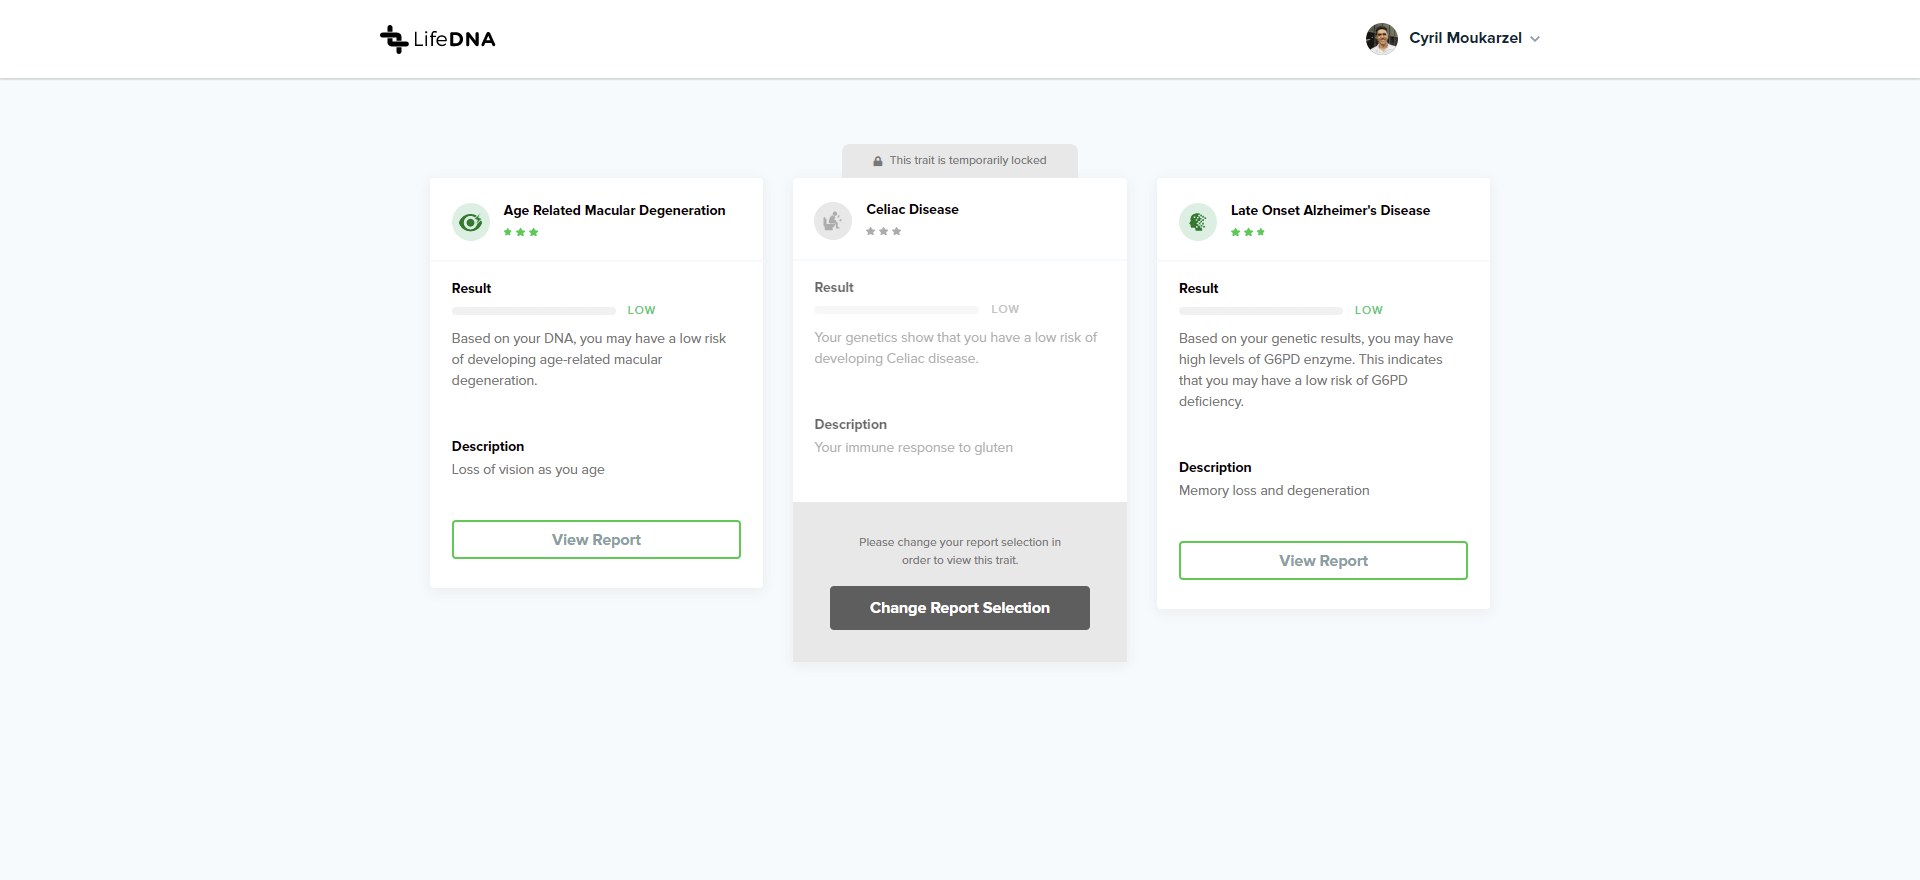 LifeDNA
Cyril Moukarzel
This trait is temporarily locked
Age Related Macular Degeneration
Result
LOW
Based on your DNA, you may have a low risk
of developing age-related macular
degeneration.
Description
Loss of vision as you age
View Report
Celiac Disease
Result
LOW
Your genetics show that you have a low risk of
developing Celiac disease.
Description
Your immune response to gluten
Please change your report selection in
order to view this trait.
Change Report Selection
Late Onset Alzheimer's Disease
Result
LOW
Based on your genetic results, you may have
high levels of G6PD enzyme. This indicates
that you may have a low risk of G6PD
deficiency.
Description
Memory loss and degeneration
View Report